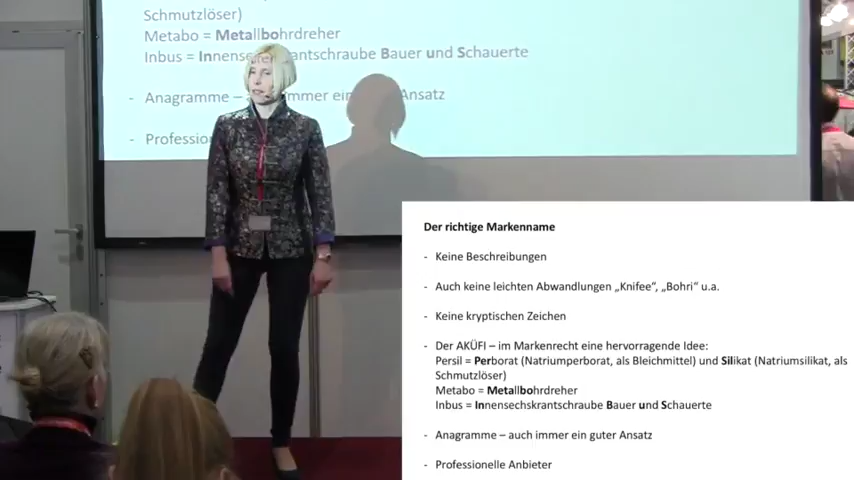 Schmutzlöser)
Metabo = Metallbohrdreher
Inbus = Innensechskrantschraube Bauer und Schauerte
- Anagramme – auch immer ein guter Ansatz
- Professio
Der richtige Markenname
- Keine Beschreibungen
- Auch keine leichten Abwandlungen „Knifee“, „Bohri“ u.a.
- Keine kryptischen Zeichen
- Der AKÜFI – im Markenrecht eine hervorragende Idee:
Persil = Perborat (Natriumperborat, als Bleichmittel) und Silikat (Natriumsilikat, als
Schmutzlöser)
Metabo = Metallbohrdreher
Inbus = Innensechskrantschraube Bauer und Schauerte
- Anagramme – auch immer ein guter Ansatz
- Professionelle Anbieter